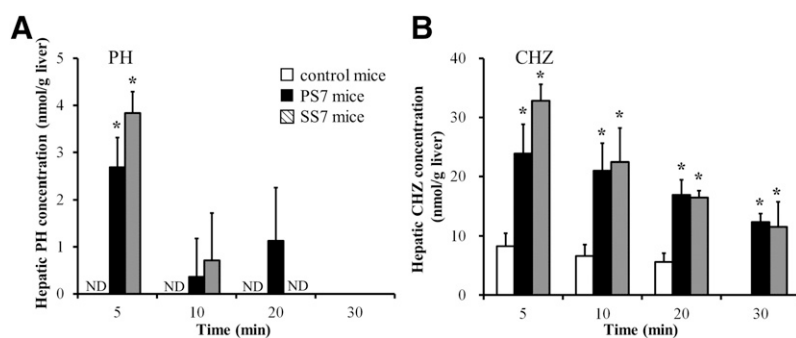 A
Hepatic PH concentration (nmol/g liver)
5
4
3
2
1
0
PH
*
*
ND
ND
ND
ND
5
10
20
30
Time (min)
control mice
PS7 mice
SS7 mice
B
Hepatic CHZ concentration
(nmol/g liver)
40
30
20
10
0
CHZ
*
*
*
*
*
*
*
*
5
10
20
30
Time (min)